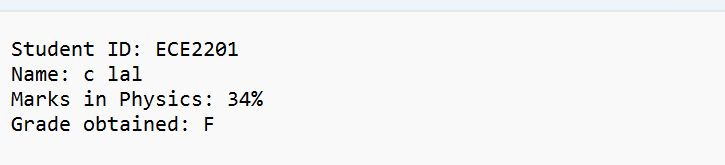 Student ID: ECE2201
Name: c lal
Marks in Physics: 34%
Grade obtained: F